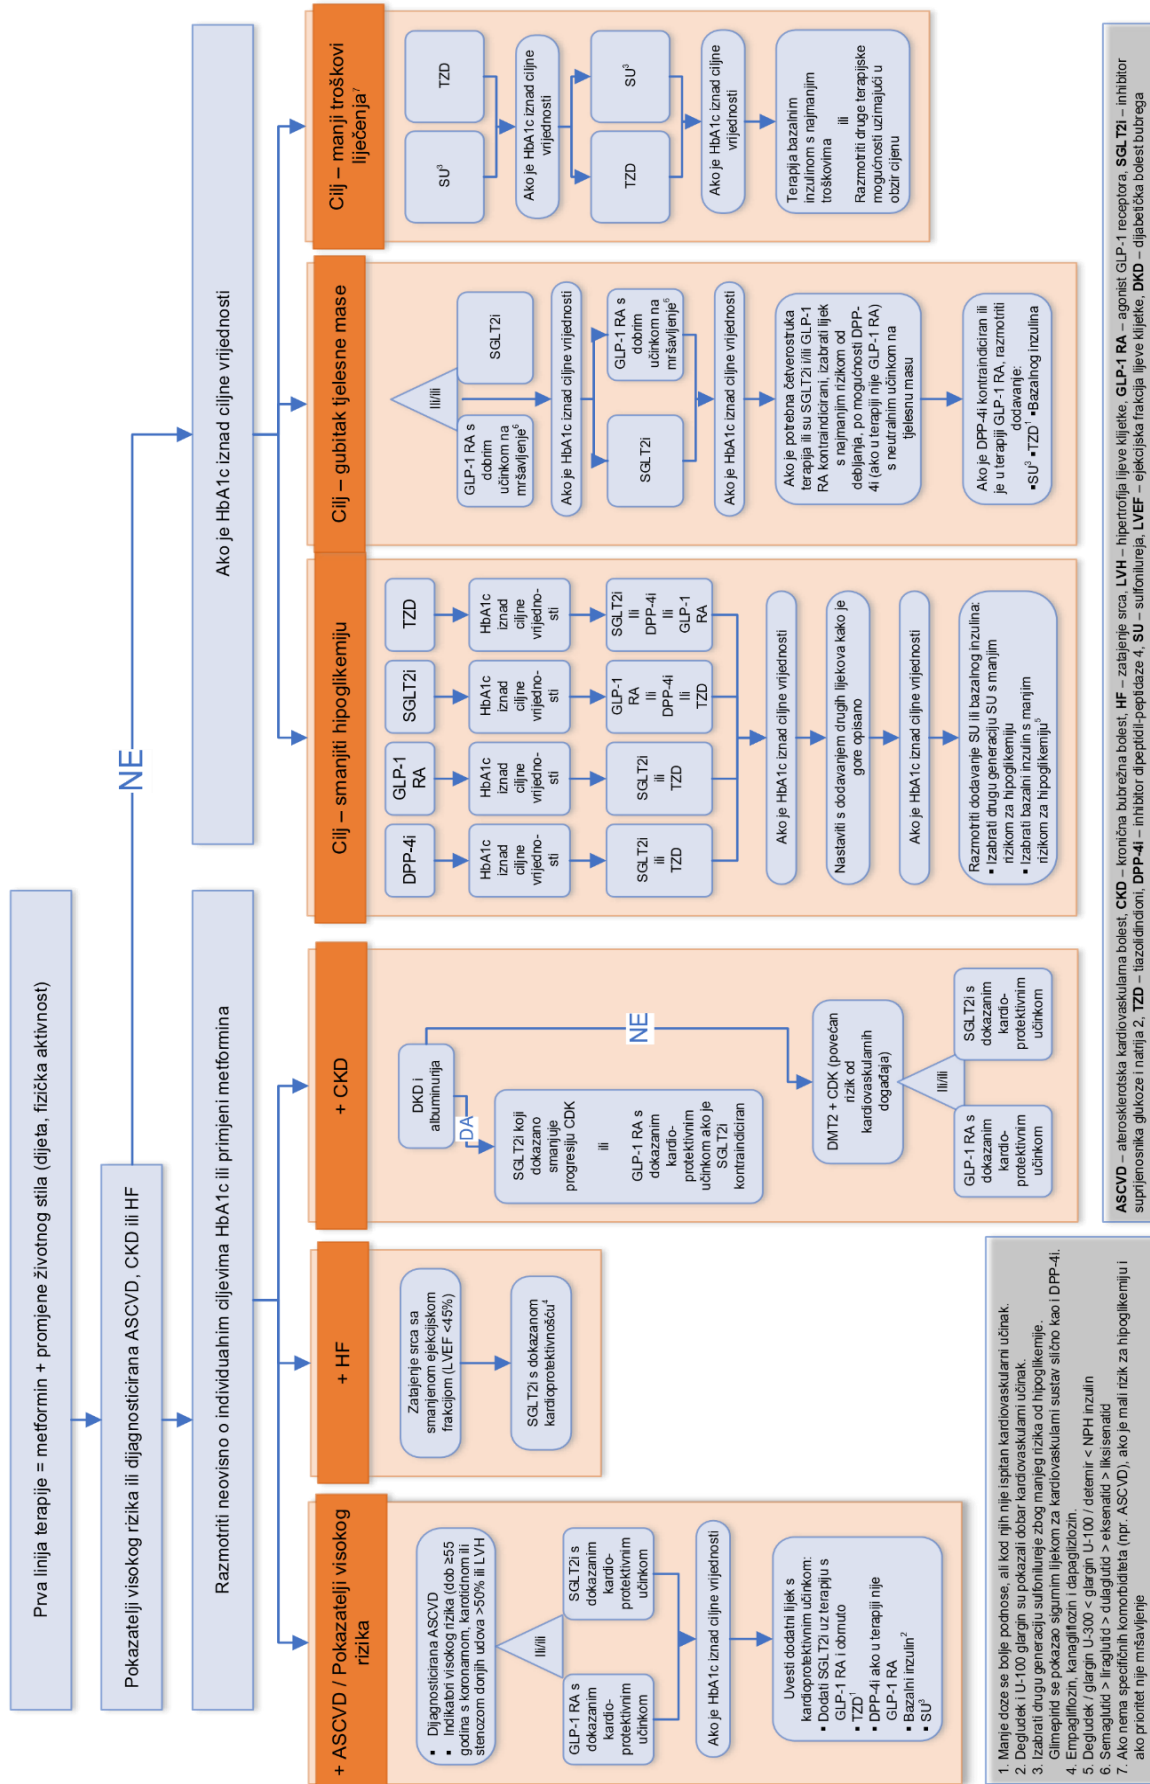 Prva linija terapije = metformin + promjene životnog stila (dijeta, fizička aktivnost)
Pokazatelji visokog rizika ili dijagnosticirana ASCVD, CKD ili HF
NE
Razmotriti neovisno o individualnim ciljevima HbA1c ili primjeni metformina
Ako je HbA1c iznad ciljne vrijednosti
+ ASCVD / Pokazatelji visokog
rizika
▪ Dijagnosticirana ASCVD
▪ Indikatori visokog rizika (dob ≥55
godina s koronarnom, karotidnom ili
stenozom donjih udova >50% ili LVH
Ili/ili
GLP-1 RA s
dokazanim
kardio-
protektivnim
učinkom
SGLT2i s
dokazanim
kardio-
protektivnim
učinkom
Ako je HbA1c iznad ciljne vrijednosti
Uvesti dodatni lijek s
kardioprotektivnim učinkom:
▪ Dodati SGLT2i uz terapiju s
GLP-1 RA i obrnuto
▪ TZD¹
▪ DPP-4i ako u terapiji nije
GLP-1 RA
▪ Bazalni inzulin²
▪ SU³
+ HF
Zatajenje srca sa
smanjenom ejekcijskom
frakcijom (LVEF <45%)
SGLT2i s dokazanom
kardioprotektivnošću⁴
+ CKD
DKD i
albuminurija
DA
NE
SGLT2i koji
dokazano
smanjuje
progresiju CDK
ili
GLP-1 RA s
dokazanim
kardio-
protektivnim
učinkom ako je
SGLT2i
kontraindiciran
DMT2 + CDK (povećan
rizik od
kardiovaskularnih
događaja)
Ili/ili
GLP-1 RA s
dokazanim
kardio-
protektivnim
učinkom
SGLT2i s
dokazanim
kardio-
protektivnim
učinkom
Cilj – smanjiti hipoglikemiju
DPP-4i
GLP-1
RA
SGLT2i
TZD
HbA1c
iznad
ciljne
vrijedno-
sti
HbA1c
iznad
ciljne
vrijedno-
sti
HbA1c
iznad
ciljne
vrijedno-
sti
HbA1c
iznad
ciljne
vrijedno-
sti
SGLT2i
ili
TZD
SGLT2i
ili
TZD
GLP-1
RA
Ili
DPP-4i
Ili
TZD
SGLT2i
Ili
DPP-4i
Ili
GLP-1
RA
Ako je HbA1c iznad ciljne vrijednosti
Nastaviti s dodavanjem drugih lijekova kako je
gore opisano
Ako je HbA1c iznad ciljne vrijednosti
Razmotriti dodavanje SU ili bazalnog inzulina:
▪ Izabrati drugu generaciju SU s manjim
rizikom za hipoglikemiju
▪ Izabrati bazalni inzulin s manjim
rizikom za hipoglikemiju⁵
Cilj – gubitak tjelesne mase
Ili/ili
GLP-1 RA s
dobrim
učinkom na
mršavljenje⁶
SGLT2i
Ako je HbA1c iznad ciljne vrijednosti
SGLT2i
GLP-1 RA s
dobrim
učinkom na
mršavljenje⁶
Ako je HbA1c iznad ciljne vrijednosti
Ako je potrebna četverostruka
terapija ili su SGLT2i i/ili GLP-1
RA kontraindicirani, izabrati lijek
s najmanjim rizikom od
debljanja, po mogućnosti DPP-
4i (ako u terapiji nije GLP-1 RA)
s neutralnim učinkom na
tjelesnu masu
Ako je DPP-4i kontraindiciran ili
je u terapiji GLP-1 RA, razmotriti
dodavanje:
▪SU³ ▪TZD¹ ▪Bazalnog inzulina
Cilj – manji troškovi
liječenja⁷
SU³
TZD
Ako je HbA1c iznad ciljne
vrijednosti
TZD
SU³
Ako je HbA1c iznad ciljne
vrijednosti
Terapija bazalnim
inzulinom s najmanjim
troškovima
ili
Razmotriti druge terapijske
mogućnosti uzimajući u
obzir cijenu
1. Manje doze se bolje podnose, ali kod njih nije ispitan kardiovaskularni učinak.
2. Degludek i U-100 glargin su pokazali dobar kardiovaskularni učinak.
3. Izabrati drugu generaciju sulfonilureje zbog manjeg rizika od hipoglikemije.
Glimepirid se pokazao sigurnim lijekom za kardiovaskularni sustav slično kao i DPP-4i.
4. Empagliflozin, kanagliflozin i dapaglizlozin.
5. Degludek / glargin U-300 < glargin U-100 / detemir < NPH inzulin
6. Semaglutid > liraglutid > dulaglutid > eksenatid > liksisenatid
7. Ako nema specifičnih komorbiditeta (npr. ASCVD), ako je mali rizik za hipoglikemiju i
ako prioritet nije mršavljenje
ASCVD – aterosklerotska kardiovaskularna bolest, CKD – kronična bubrežna bolest, HF – zatajenje srca, LVH – hipertrofija lijeve klijetke, GLP-1 RA – agonist GLP-1 receptora, SGLT2i – inhibitor
suprijenosnika glukoze i natrija 2, TZD – tiazolidindioni, DPP-4i – inhibitor dipeptidil-peptidaze 4, SU – sulfonilureja, LVEF – ejekcijska frakcija lijeve klijetke, DKD – dijabetička bolest bubrega